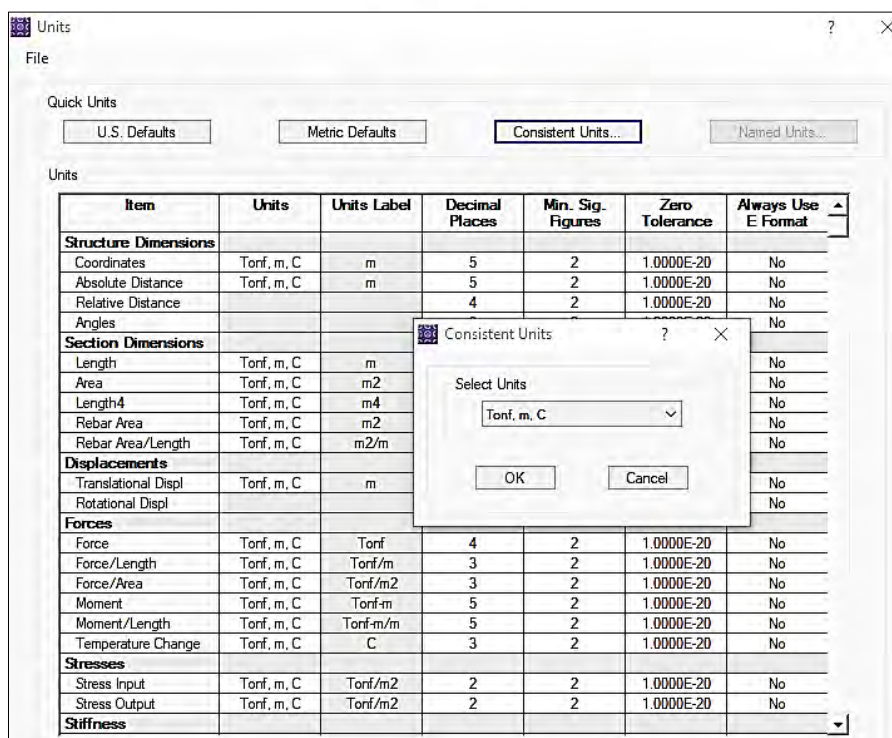 Units ? X
File
Quick Units
U.S. Defaults Metric Defaults Consistent Units... Named Units...
Units
Item Units Units Label Decimal Places Min. Sig. Figures Zero Tolerance Always Use E Format
Structure Dimensions
Coordinates Tonf, m, C m 5 2 1.0000E-20 No
Absolute Distance Tonf, m, C m 5 2 1.0000E-20 No
Relative Distance 4 2 1.0000E-20 No
Angles No
Section Dimensions
Length Tonf, m, C m No
Area Tonf, m, C m2 No
Length4 Tonf, m, C m4 No
Rebar Area Tonf, m, C m2 No
Rebar Area/Length Tonf, m, C m2/m No
Displacements
Translational Displ Tonf, m, C m No
Rotational Displ No
Forces
Force Tonf, m, C Tonf 4 2 1.0000E-20 No
Force/Length Tonf, m, C Tonf/m 3 2 1.0000E-20 No
Force/Area Tonf, m, C Tonf/m2 3 2 1.0000E-20 No
Moment Tonf, m, C Tonf-m 5 2 1.0000E-20 No
Moment/Length Tonf, m, C Tonf-m/m 5 2 1.0000E-20 No
Temperature Change Tonf, m, C C 3 2 1.0000E-20 No
Stresses
Stress Input Tonf, m, C Tonf/m2 2 2 1.0000E-20 No
Stress Output Tonf, m, C Tonf/m2 2 2 1.0000E-20 No
Stiffness
Consistent Units ? X
Select Units
Tonf, m, C
OK Cancel